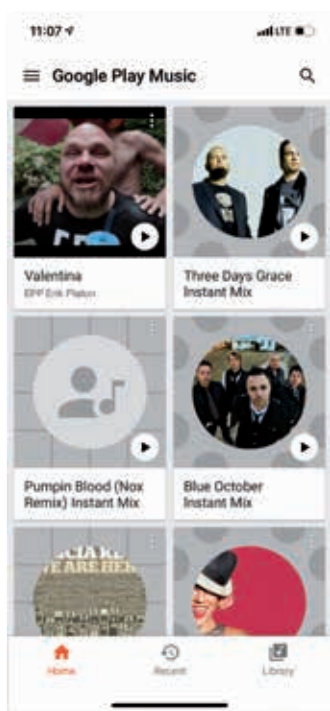 11:07
LTE
Google Play Music
Valentina
EPP Erik Platon
Three Days Grace
Instant Mix
Pumpin Blood (Nox
Remix) Instant Mix
Blue October
Instant Mix
Home
Recent
Library